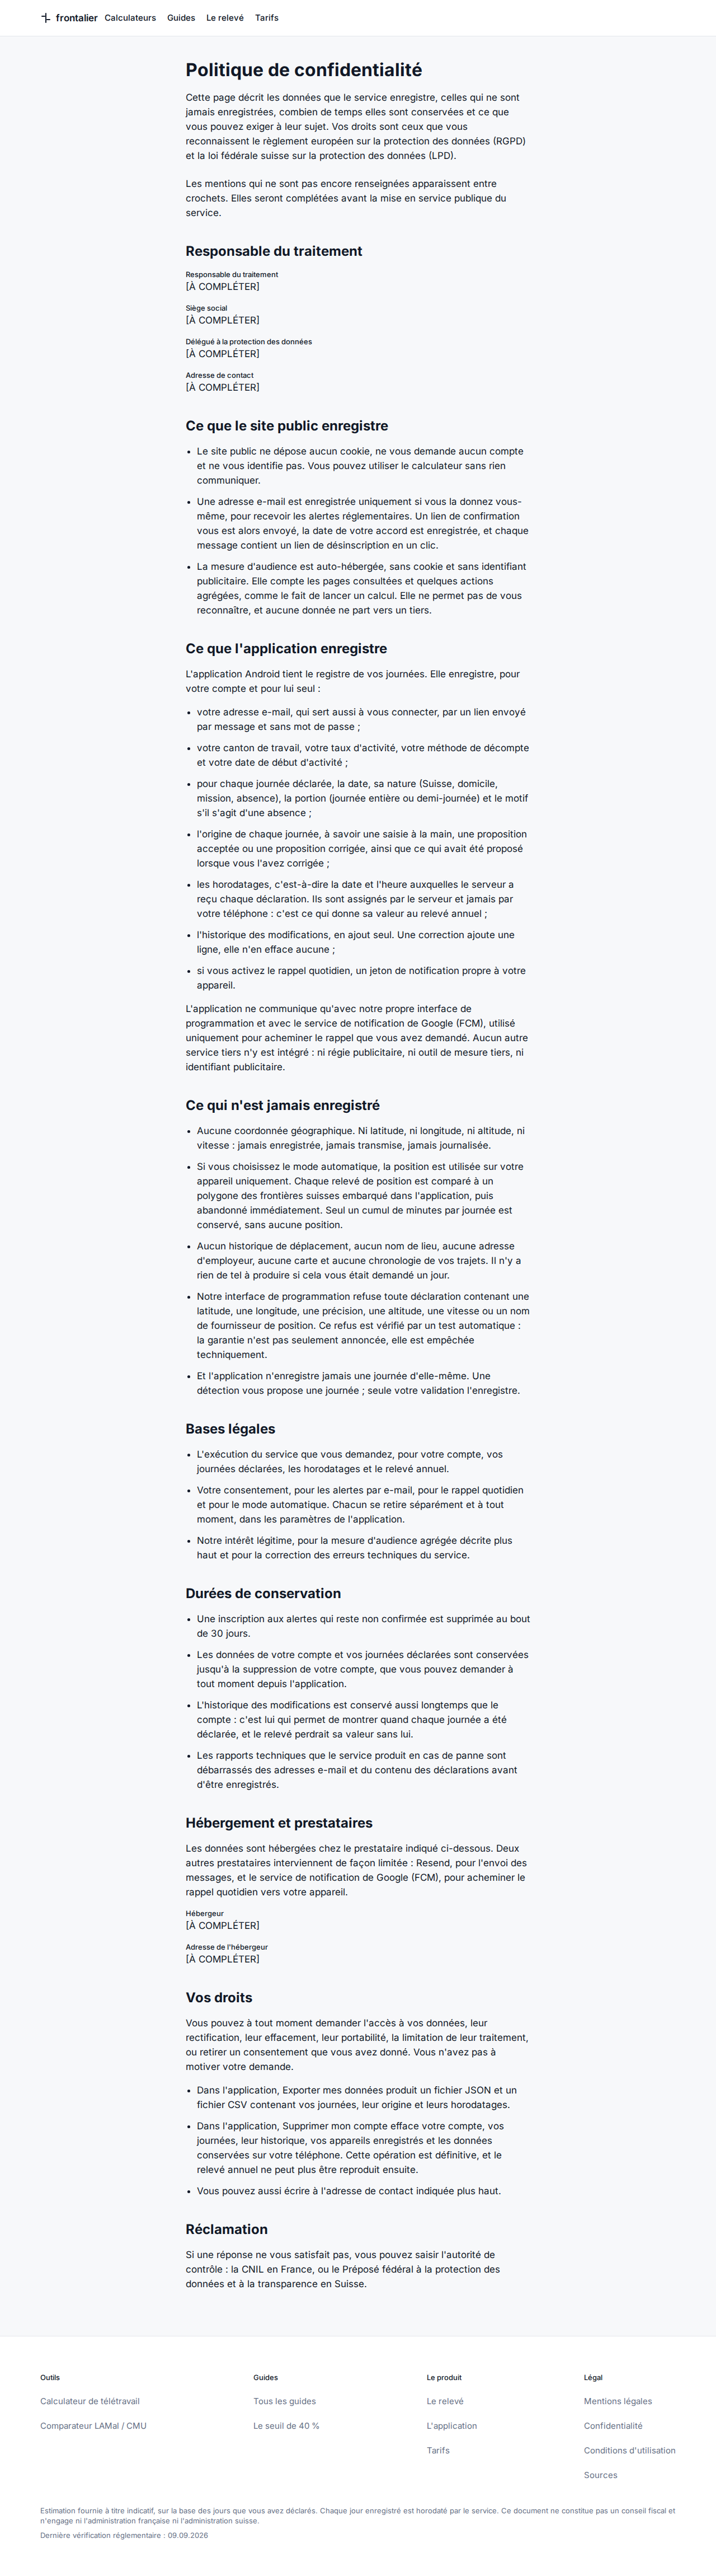 frontalier Calculateurs Guides Le relevé Tarifs
Politique de confidentialité
Cette page décrit les données que le service enregistre, celles qui ne sont
jamais enregistrées, combien de temps elles sont conservées et ce que
vous pouvez exiger à leur sujet. Vos droits sont ceux que vous
reconnaissent le règlement européen sur la protection des données (RGPD)
et la loi fédérale suisse sur la protection des données (LPD).
Les mentions qui ne sont pas encore renseignées apparaissent entre
crochets. Elles seront complétées avant la mise en service publique du
service.
Responsable du traitement
Responsable du traitement
[À COMPLÉTER]
Siège social
[À COMPLÉTER]
Délégué à la protection des données
[À COMPLÉTER]
Adresse de contact
[À COMPLÉTER]
Ce que le site public enregistre
• Le site public ne dépose aucun cookie, ne vous demande aucun compte
et ne vous identifie pas. Vous pouvez utiliser le calculateur sans rien
communiquer.
• Une adresse e-mail est enregistrée uniquement si vous la donnez vous-
même, pour recevoir les alertes réglementaires. Un lien de confirmation
vous est alors envoyé, la date de votre accord est enregistrée, et chaque
message contient un lien de désinscription en un clic.
• La mesure d'audience est auto-hébergée, sans cookie et sans identifiant
publicitaire. Elle compte les pages consultées et quelques actions
agrégées, comme le fait de lancer un calcul. Elle ne permet pas de vous
reconnaître, et aucune donnée ne part vers un tiers.
Ce que l'application enregistre
L'application Android tient le registre de vos journées. Elle enregistre, pour
votre compte et pour lui seul :
• votre adresse e-mail, qui sert aussi à vous connecter, par un lien envoyé
par message et sans mot de passe ;
• votre canton de travail, votre taux d'activité, votre méthode de décompte
et votre date de début d'activité ;
• pour chaque journée déclarée, la date, sa nature (Suisse, domicile,
mission, absence), la portion (journée entière ou demi-journée) et le motif
s'il s'agit d'une absence ;
• l'origine de chaque journée, à savoir une saisie à la main, une proposition
acceptée ou une proposition corrigée, ainsi que ce qui avait été proposé
lorsque vous l'avez corrigée ;
• les horodatages, c'est-à-dire la date et l'heure auxquelles le serveur a
reçu chaque déclaration. Ils sont assignés par le serveur et jamais par
votre téléphone : c'est ce qui donne sa valeur au relevé annuel ;
• l'historique des modifications, en ajout seul. Une correction ajoute une
ligne, elle n'en efface aucune ;
• si vous activez le rappel quotidien, un jeton de notification propre à votre
appareil.
L'application ne communique qu'avec notre propre interface de
programmation et avec le service de notification de Google (FCM), utilisé
uniquement pour acheminer le rappel que vous avez demandé. Aucun autre
service tiers n'y est intégré : ni régie publicitaire, ni outil de mesure tiers, ni
identifiant publicitaire.
Ce qui n'est jamais enregistré
• Aucune coordonnée géographique. Ni latitude, ni longitude, ni altitude, ni
vitesse : jamais enregistrée, jamais transmise, jamais journalisée.
• Si vous choisissez le mode automatique, la position est utilisée sur votre
appareil uniquement. Chaque relevé de position est comparé à un
polygone des frontières suisses embarqué dans l'application, puis
abandonné immédiatement. Seul un cumul de minutes par journée est
conservé, sans aucune position.
• Aucun historique de déplacement, aucun nom de lieu, aucune adresse
d'employeur, aucune carte et aucune chronologie de vos trajets. Il n'y a
rien de tel à produire si cela vous était demandé un jour.
• Notre interface de programmation refuse toute déclaration contenant une
latitude, une longitude, une précision, une altitude, une vitesse ou un nom
de fournisseur de position. Ce refus est vérifié par un test automatique :
la garantie n'est pas seulement annoncée, elle est empêchée
techniquement.
• Et l'application n'enregistre jamais une journée d'elle-même. Une
détection vous propose une journée ; seule votre validation l'enregistre.
Bases légales
• L'exécution du service que vous demandez, pour votre compte, vos
journées déclarées, les horodatages et le relevé annuel.
• Votre consentement, pour les alertes par e-mail, pour le rappel quotidien
et pour le mode automatique. Chacun se retire séparément et à tout
moment, dans les paramètres de l'application.
• Notre intérêt légitime, pour la mesure d'audience agrégée décrite plus
haut et pour la correction des erreurs techniques du service.
Durées de conservation
• Une inscription aux alertes qui reste non confirmée est supprimée au bout
de 30 jours.
• Les données de votre compte et vos journées déclarées sont conservées
jusqu'à la suppression de votre compte, que vous pouvez demander à
tout moment depuis l'application.
• L'historique des modifications est conservé aussi longtemps que le
compte : c'est lui qui permet de montrer quand chaque journée a été
déclarée, et le relevé perdrait sa valeur sans lui.
• Les rapports techniques que le service produit en cas de panne sont
débarrassés des adresses e-mail et du contenu des déclarations avant
d'être enregistrés.
Hébergement et prestataires
Les données sont hébergées chez le prestataire indiqué ci-dessous. Deux
autres prestataires interviennent de façon limitée : Resend, pour l'envoi des
messages, et le service de notification de Google (FCM), pour acheminer le
rappel quotidien vers votre appareil.
Hébergeur
[À COMPLÉTER]
Adresse de l'hébergeur
[À COMPLÉTER]
Vos droits
Vous pouvez à tout moment demander l'accès à vos données, leur
rectification, leur effacement, leur portabilité, la limitation de leur traitement,
ou retirer un consentement que vous avez donné. Vous n'avez pas à
motiver votre demande.
• Dans l'application, Exporter mes données produit un fichier JSON et un
fichier CSV contenant vos journées, leur origine et leurs horodatages.
• Dans l'application, Supprimer mon compte efface votre compte, vos
journées, leur historique, vos appareils enregistrés et les données
conservées sur votre téléphone. Cette opération est définitive, et le
relevé annuel ne peut plus être reproduit ensuite.
• Vous pouvez aussi écrire à l'adresse de contact indiquée plus haut.
Réclamation
Si une réponse ne vous satisfait pas, vous pouvez saisir l'autorité de
contrôle : la CNIL en France, ou le Préposé fédéral à la protection des
données et à la transparence en Suisse.
Outils
Calculateur de télétravail
Comparateur LAMal / CMU
Guides
Tous les guides
Le seuil de 40 %
Le produit
Le relevé
L'application
Tarifs
Légal
Mentions légales
Confidentialité
Conditions d'utilisation
Sources
Estimation fournie à titre indicatif, sur la base des jours que vous avez déclarés. Chaque jour enregistré est horodaté par le service. Ce document ne constitue pas un conseil fiscal et
n'engage ni l'administration française ni l'administration suisse.
Dernière vérification réglementaire : 09.09.2026